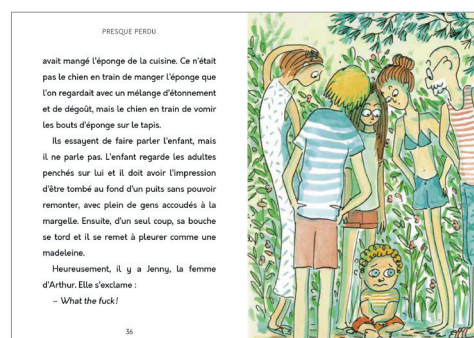 PRESQUE PERDU
avait mangé l'éponge de la cuisine. Ce n'était
pas le chien en train de manger l'éponge que
l'on regardait avec un mélange d'étonnement
et de dégoût, mais le chien en train de vomir
les bouts d'éponge sur le tapis.
Ils essayent de faire parler l'enfant, mais
il ne parle pas. L'enfant regarde les adultes
penchés sur lui et il doit avoir l'impression
d'être tombé au fond d'un puits sans pouvoir
remonter, avec plein de gens accoudés à la
margelle. Ensuite, d'un seul coup, sa bouche
se tord et il se remet à pleurer comme une
madeleine.
Heureusement, il y a Jenny, la femme
d'Arthur. Elle s'exclame :
– What the fuck !
36